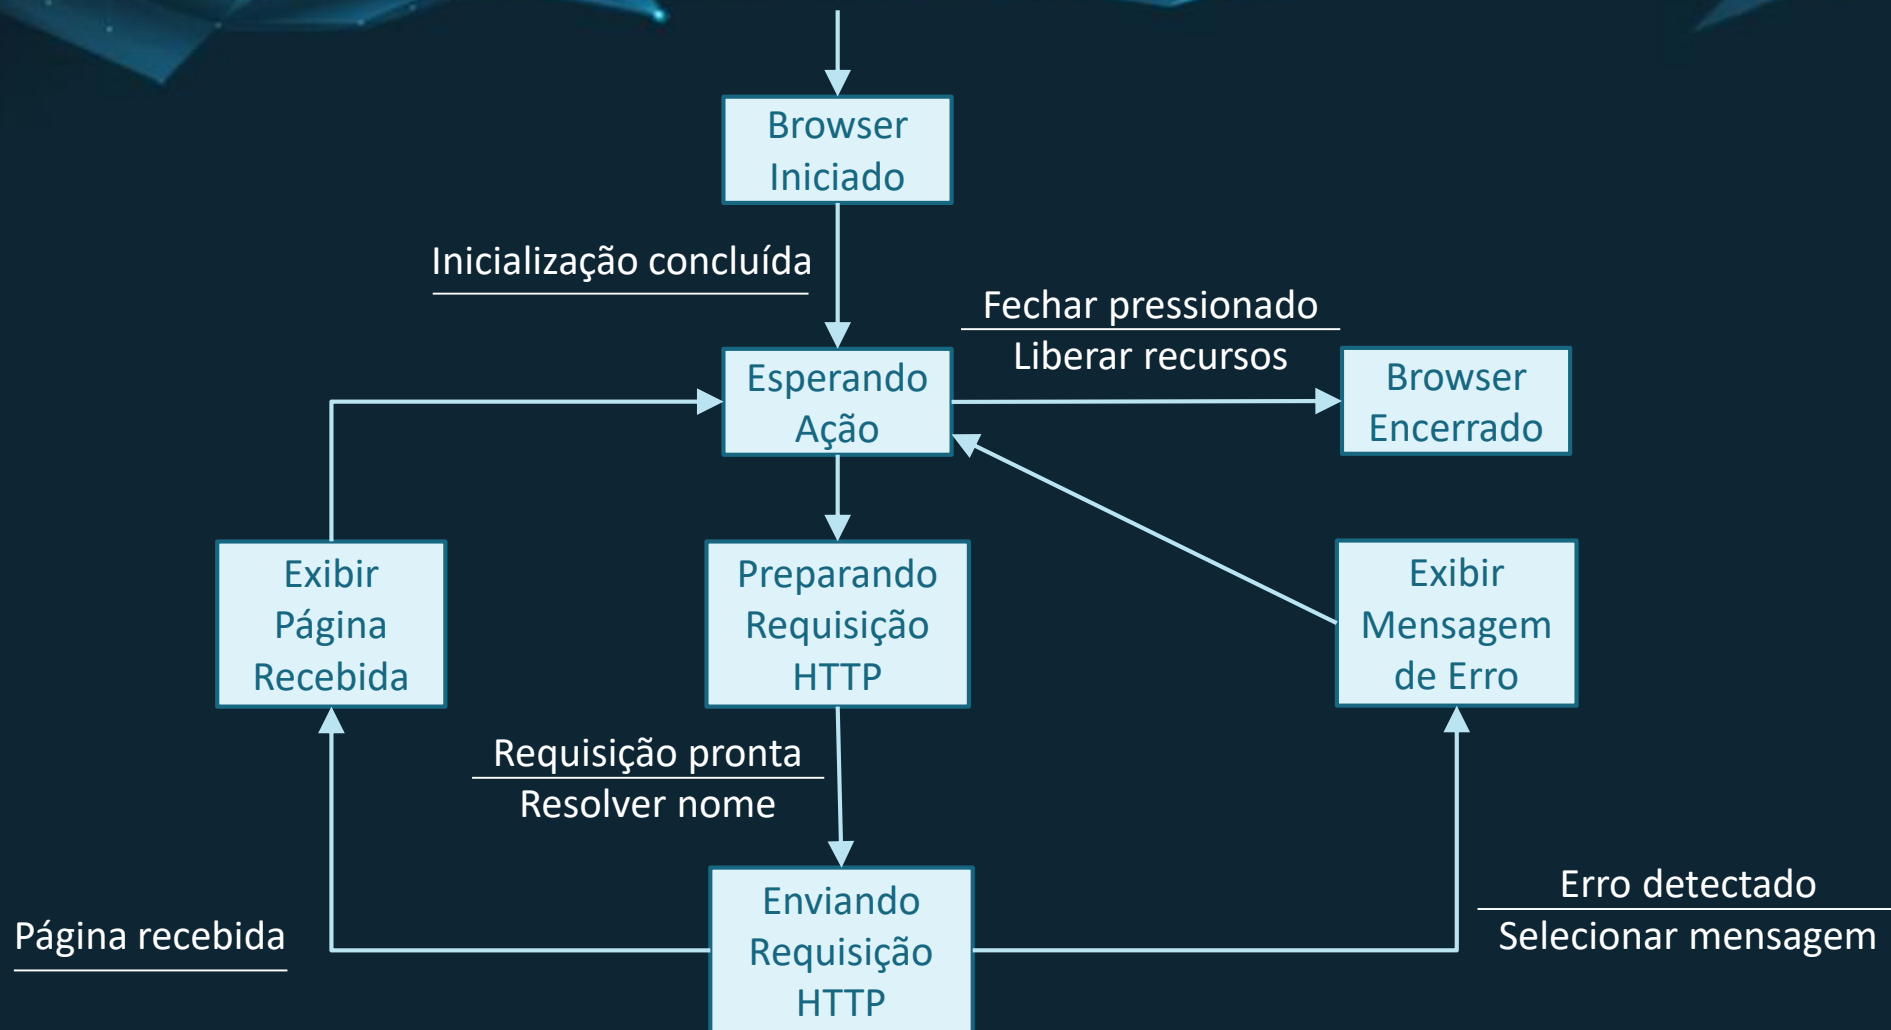 Browser
Iniciado
Inicialização concluída
Fechar pressionado
Liberar recursos
Esperando
Ação
Browser
Encerrado
Exibir
Página
Recebida
Preparando
Requisição
HTTP
Exibir
Mensagem
de Erro
Requisição pronta
Resolver nome
Página recebida
Enviando
Requisição
HTTP
Erro detectado
Selecionar mensagem